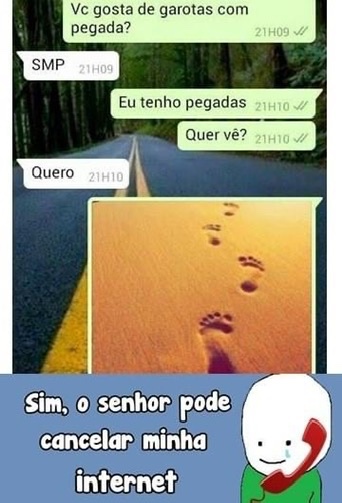 Vc gosta de garotas com
pegada? 21H09
SMP 21H09
Eu tenho pegadas 21H10
Quer vê? 21H10
Quero 21H10
Sim, o senhor pode
cancelar minha
internet